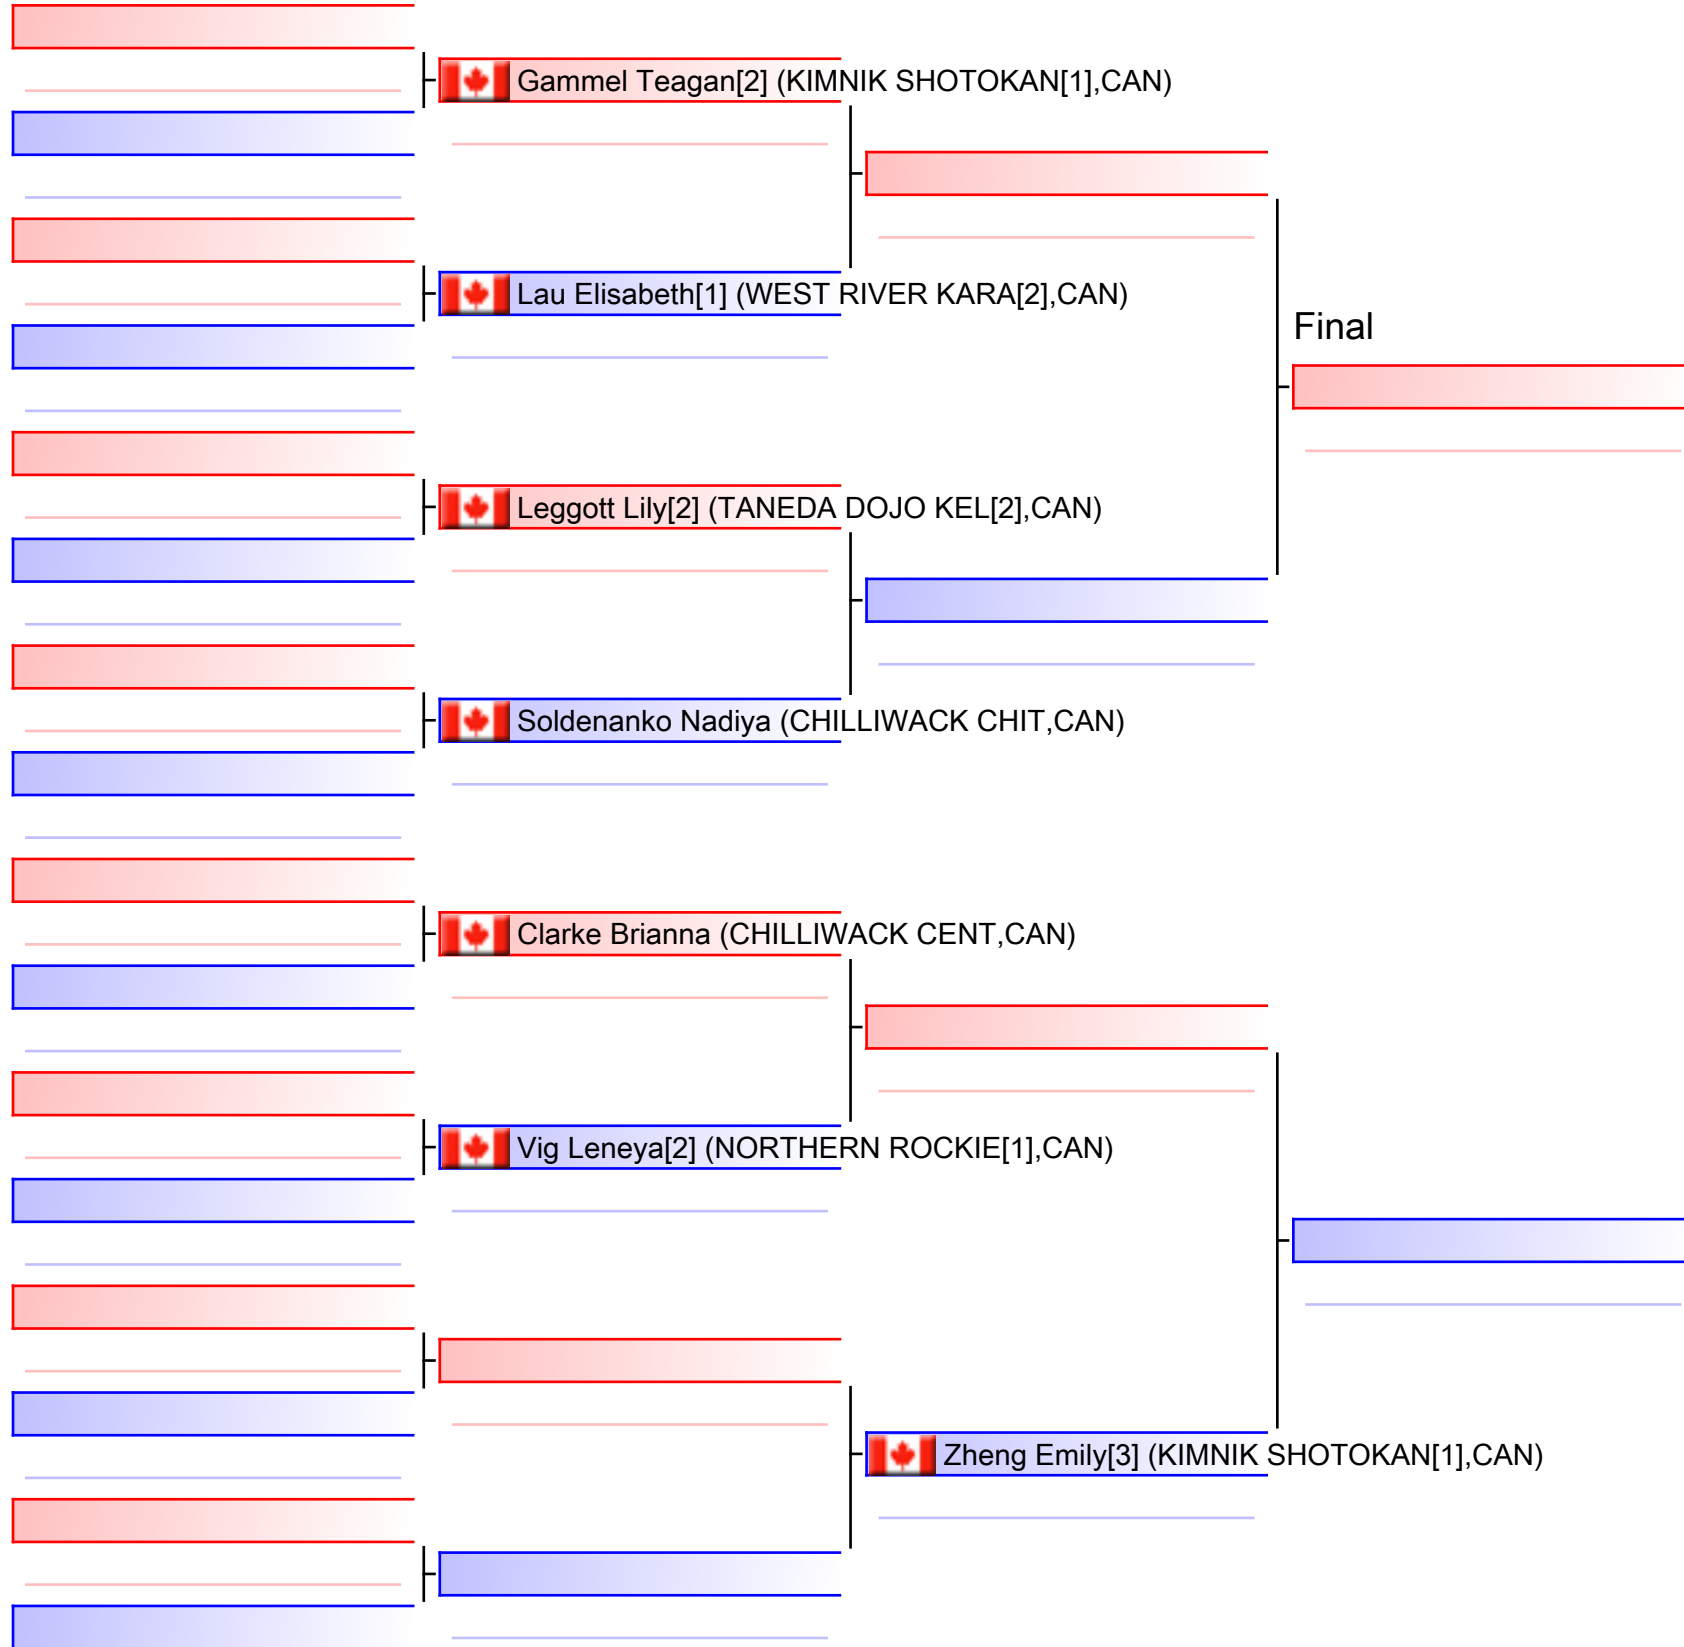 Gammel Teagan[2] (KIMNIK SHOTOKAN[1],CAN)
Lau Elisabeth[1] (WEST RIVER KARA[2],CAN)
Final
Leggott Lily[2] (TANEDA DOJO KEL[2],CAN)
Soldenanko Nadiya (CHILLIWACK CHIT,CAN)
Clarke Brianna (CHILLIWACK CENT,CAN)
Vig Leneya[2] (NORTHERN ROCKIE[1],CAN)
Zheng Emily[3] (KIMNIK SHOTOKAN[1],CAN)